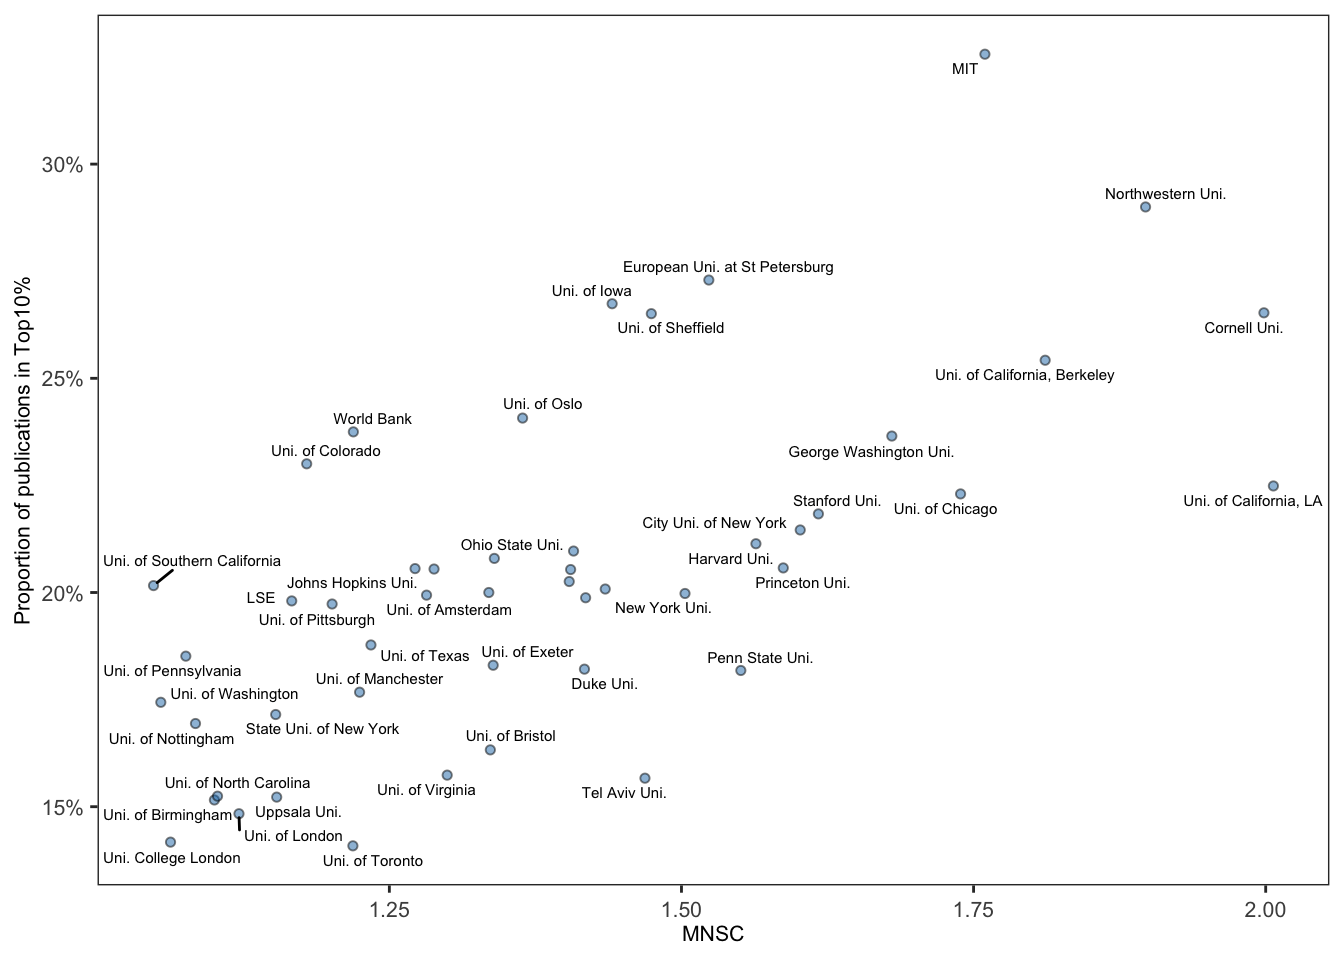 MIT
30%
Northwestern Uni.
European Uni. at St Petersburg
Uni. of Iowa
Uni. of Sheffield
Cornell Uni.
25%
Uni. of California, Berkeley
Uni. of Oslo
World Bank
Uni. of Colorado
George Washington Uni.
Stanford Uni.
Uni. of California, LA
Uni. of Chicago
City Uni. of New York
Ohio State Uni.
Harvard Uni.
Uni. of Southern California
Johns Hopkins Uni.
Princeton Uni.
20%
LSE
Uni. of Amsterdam
New York Uni.
Uni. of Pittsburgh
Uni. of Exeter
Uni. of Texas
Penn State Uni.
Uni. of Pennsylvania
Uni. of Manchester
Duke Uni.
Uni. of Washington
State Uni. of New York
Uni. of Nottingham
Uni. of Bristol
Uni. of North Carolina
Uni. of Virginia
Tel Aviv Uni.
15%
Uni. of Birmingham
Uppsala Uni.
Uni. of London
Uni. College London
Uni. of Toronto
1.25
1.50
1.75
2.00
MNSC
Proportion of publications in Top10%